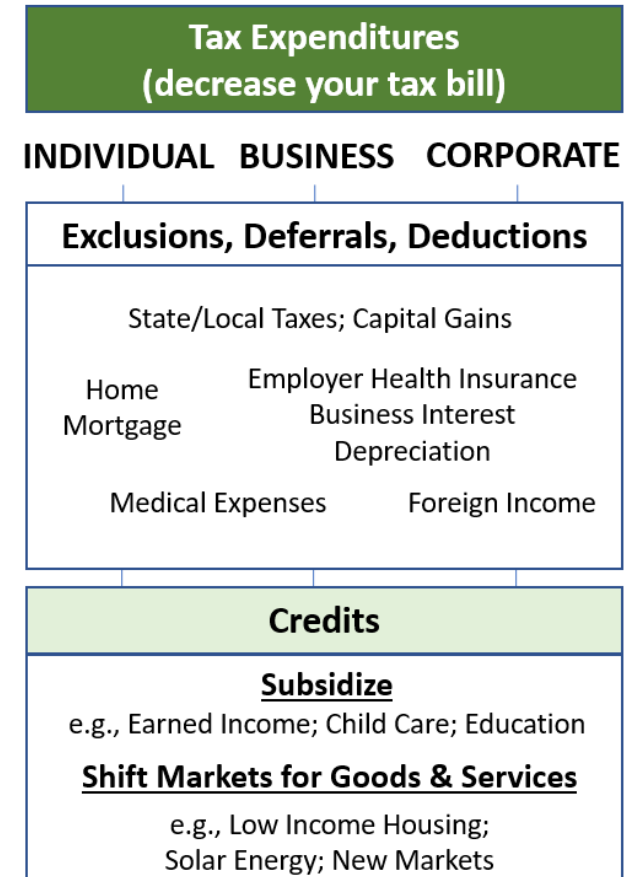 Tax Expenditures
(decrease your tax bill)
INDIVIDUAL BUSINESS CORPORATE
Exclusions, Deferrals, Deductions
State/Local Taxes; Capital Gains
Home
Mortgage
Employer Health Insurance
Business Interest
Depreciation
Medical Expenses
Foreign Income
Credits
Subsidize
e.g., Earned Income; Child Care; Education
Shift Markets for Goods & Services
e.g., Low Income Housing;
Solar Energy; New Markets